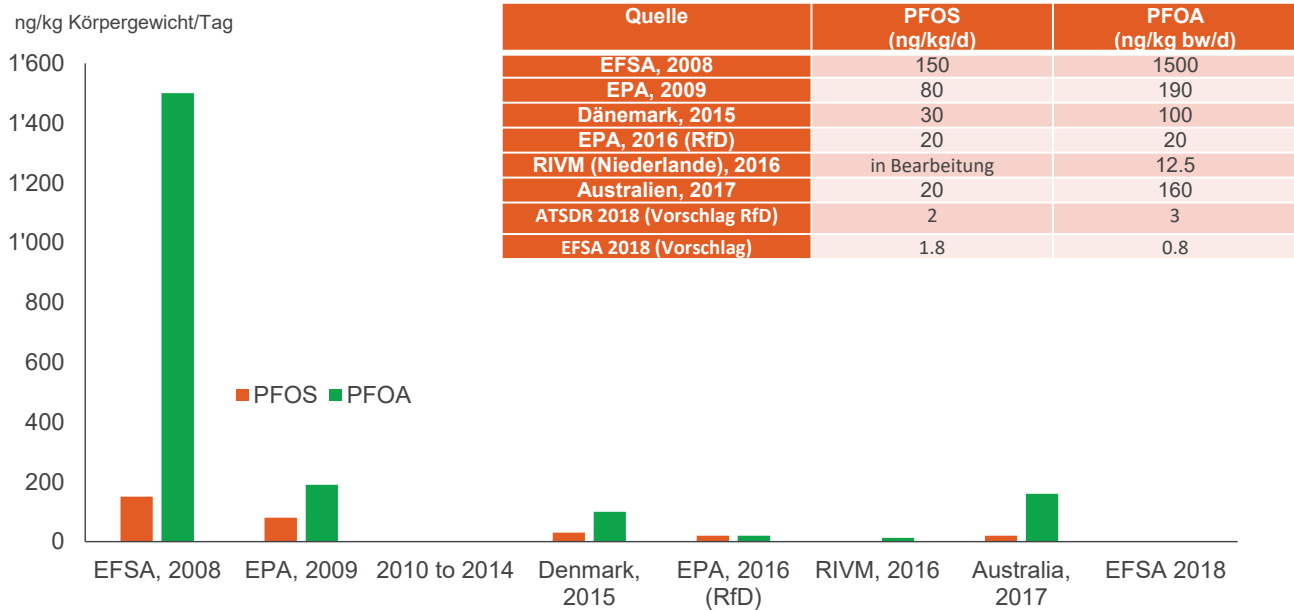 ng/kg Körpergewicht/Tag
Quelle PFOS (ng/kg/d) PFOA (ng/kg bw/d)
EFSA, 2008 150 1500
EPA, 2009 80 190
Dänemark, 2015 30 100
EPA, 2016 (RfD) 20 20
RIVM (Niederlande), 2016 in Bearbeitung 12.5
Australien, 2017 20 160
ATSDR 2018 (Vorschlag RfD) 2 3
EFSA 2018 (Vorschlag) 1.8 0.8
1'600
1'400
1'200
1'000
800
600
400
200
0
PFOS PFOA
EFSA, 2008 EPA, 2009 2010 to 2014 Denmark, 2015 EPA, 2016 (RfD) RIVM, 2016 Australia, 2017 EFSA 2018